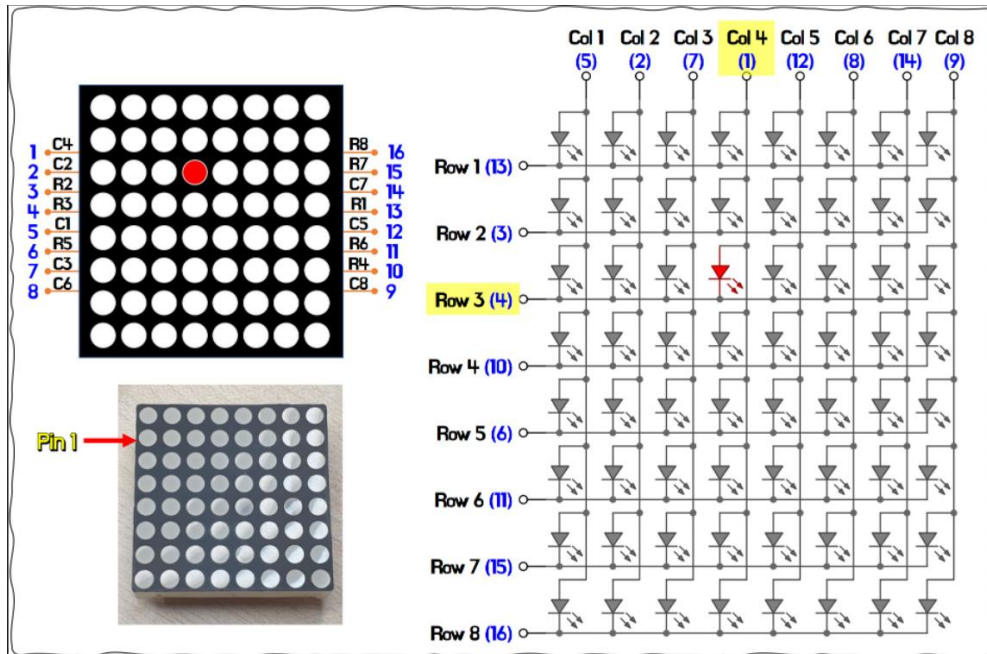 Col 1 Col 2 Col 3 Col 4 Col 5 Col 6 Col 7 Col 8
(5) (2) (7) (1) (12) (8) (14) (9)
1 C4 R8 16
2 C2 R7 15
3 R2 C7 14
4 R3 R1 13
5 C1 C5 12
6 R5 R6 11
7 C3 R4 10
8 C6 C8 9
Pin 1
Row 1 (13)
Row 2 (3)
Row 3 (4)
Row 4 (10)
Row 5 (6)
Row 6 (11)
Row 7 (15)
Row 8 (16)